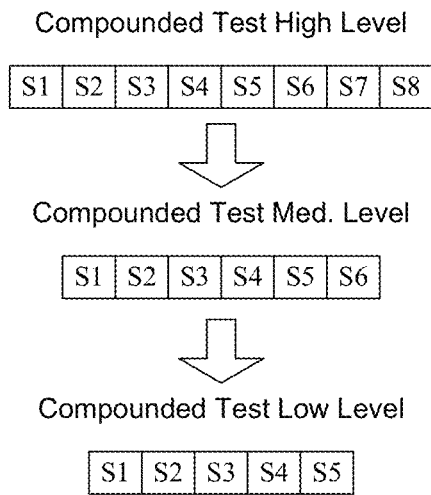 Compounded Test High Level
S1 S2 S3 S4 S5 S6 S7 S8
Compounded Test Med. Level
S1 S2 S3 S4 S5 S6
Compounded Test Low Level
S1 S2 S3 S4 S5